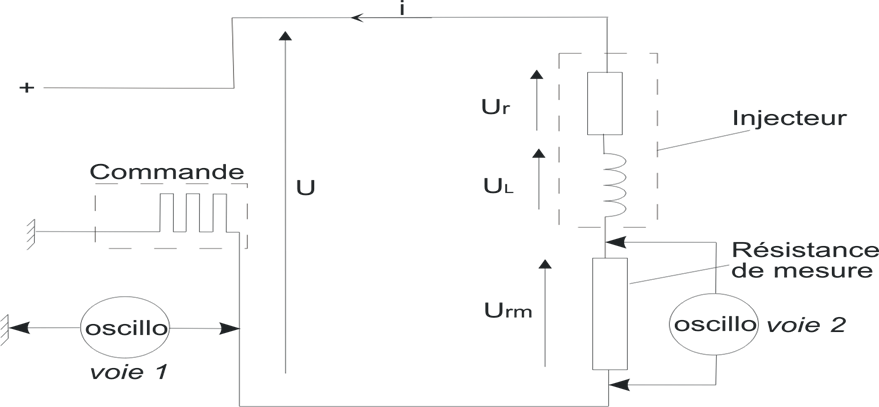 i
+
Ur
Injecteur
Commande
U
UL
Résistance
de mesure
Urm
oscillo
oscillo voie 2
voie 1